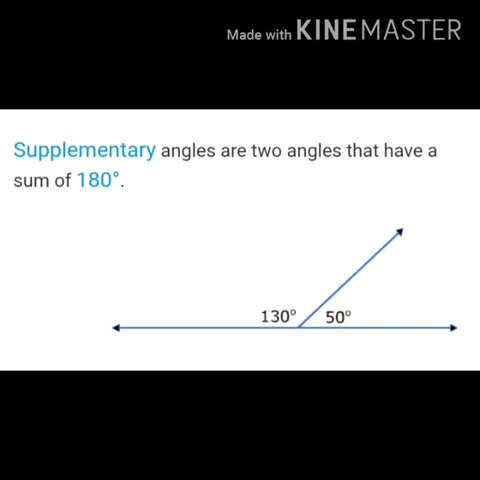 Made with KINEMASTER
Supplementary angles are two angles that have a
sum of 180°.
130° 50°